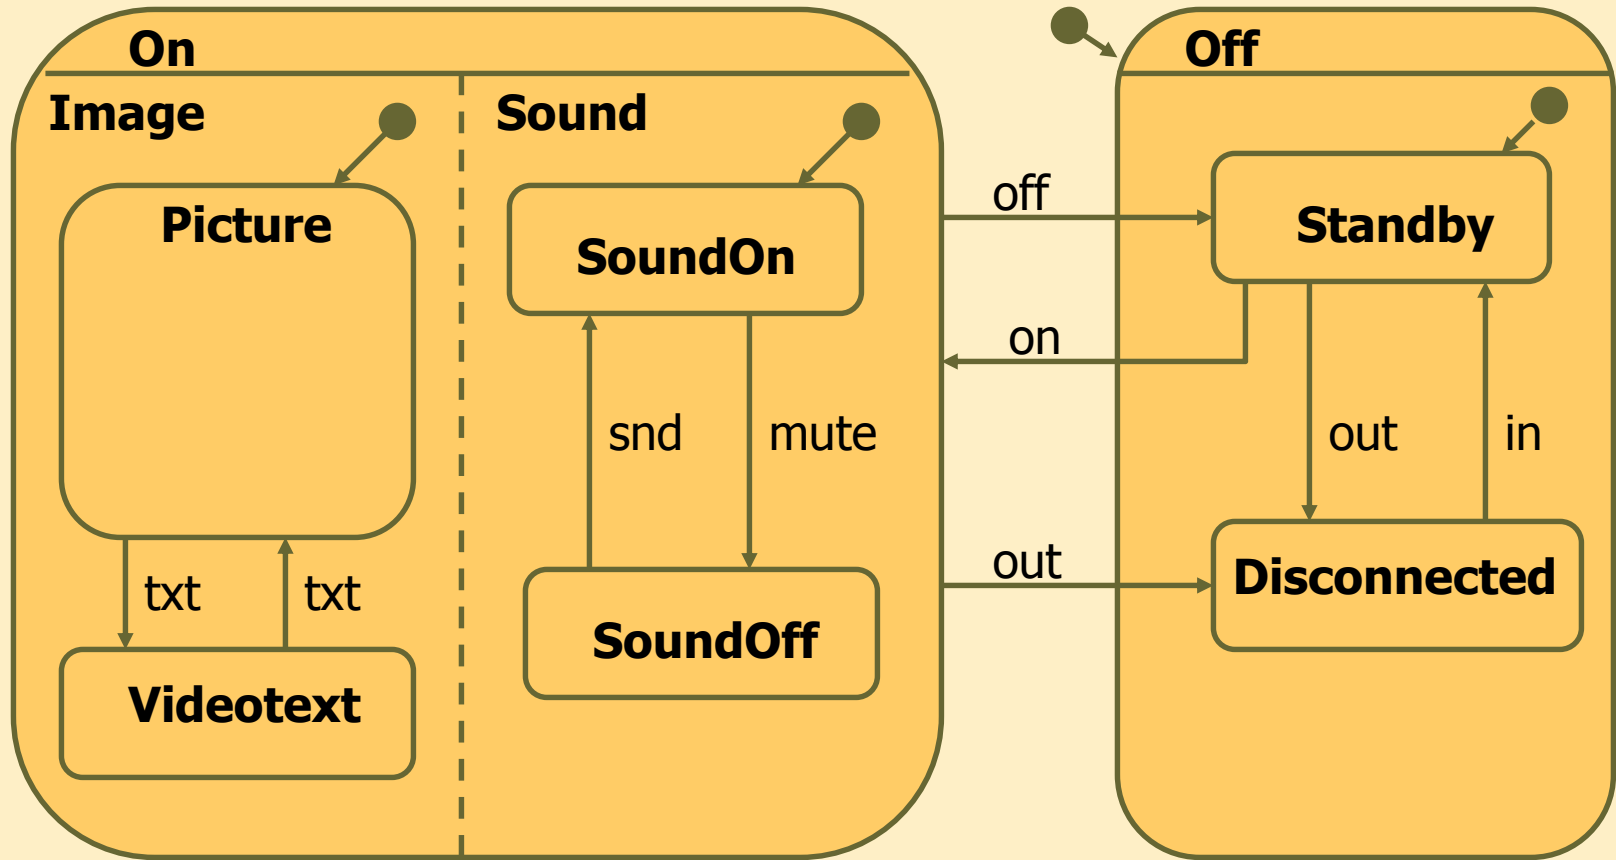 On
Image
Sound
Picture
SoundOn
snd
mute
txt
txt
SoundOff
Videotext
off
on
out
Off
Standby
out
in
Disconnected